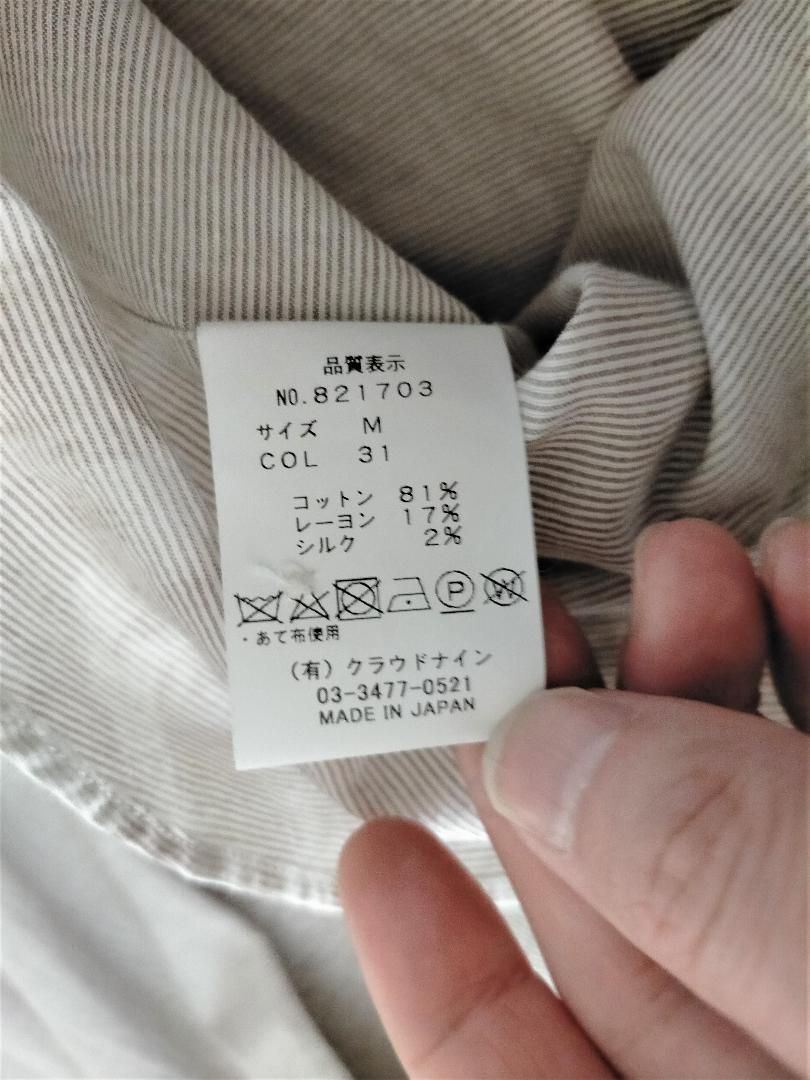 品質表示
NO.821703
サイズ M
COL 31
コットン 81%
レーヨン 17%
シルク 2%
P W
・あて布使用
(有)クラウドナイン
03-3477-0521
MADE IN JAPAN